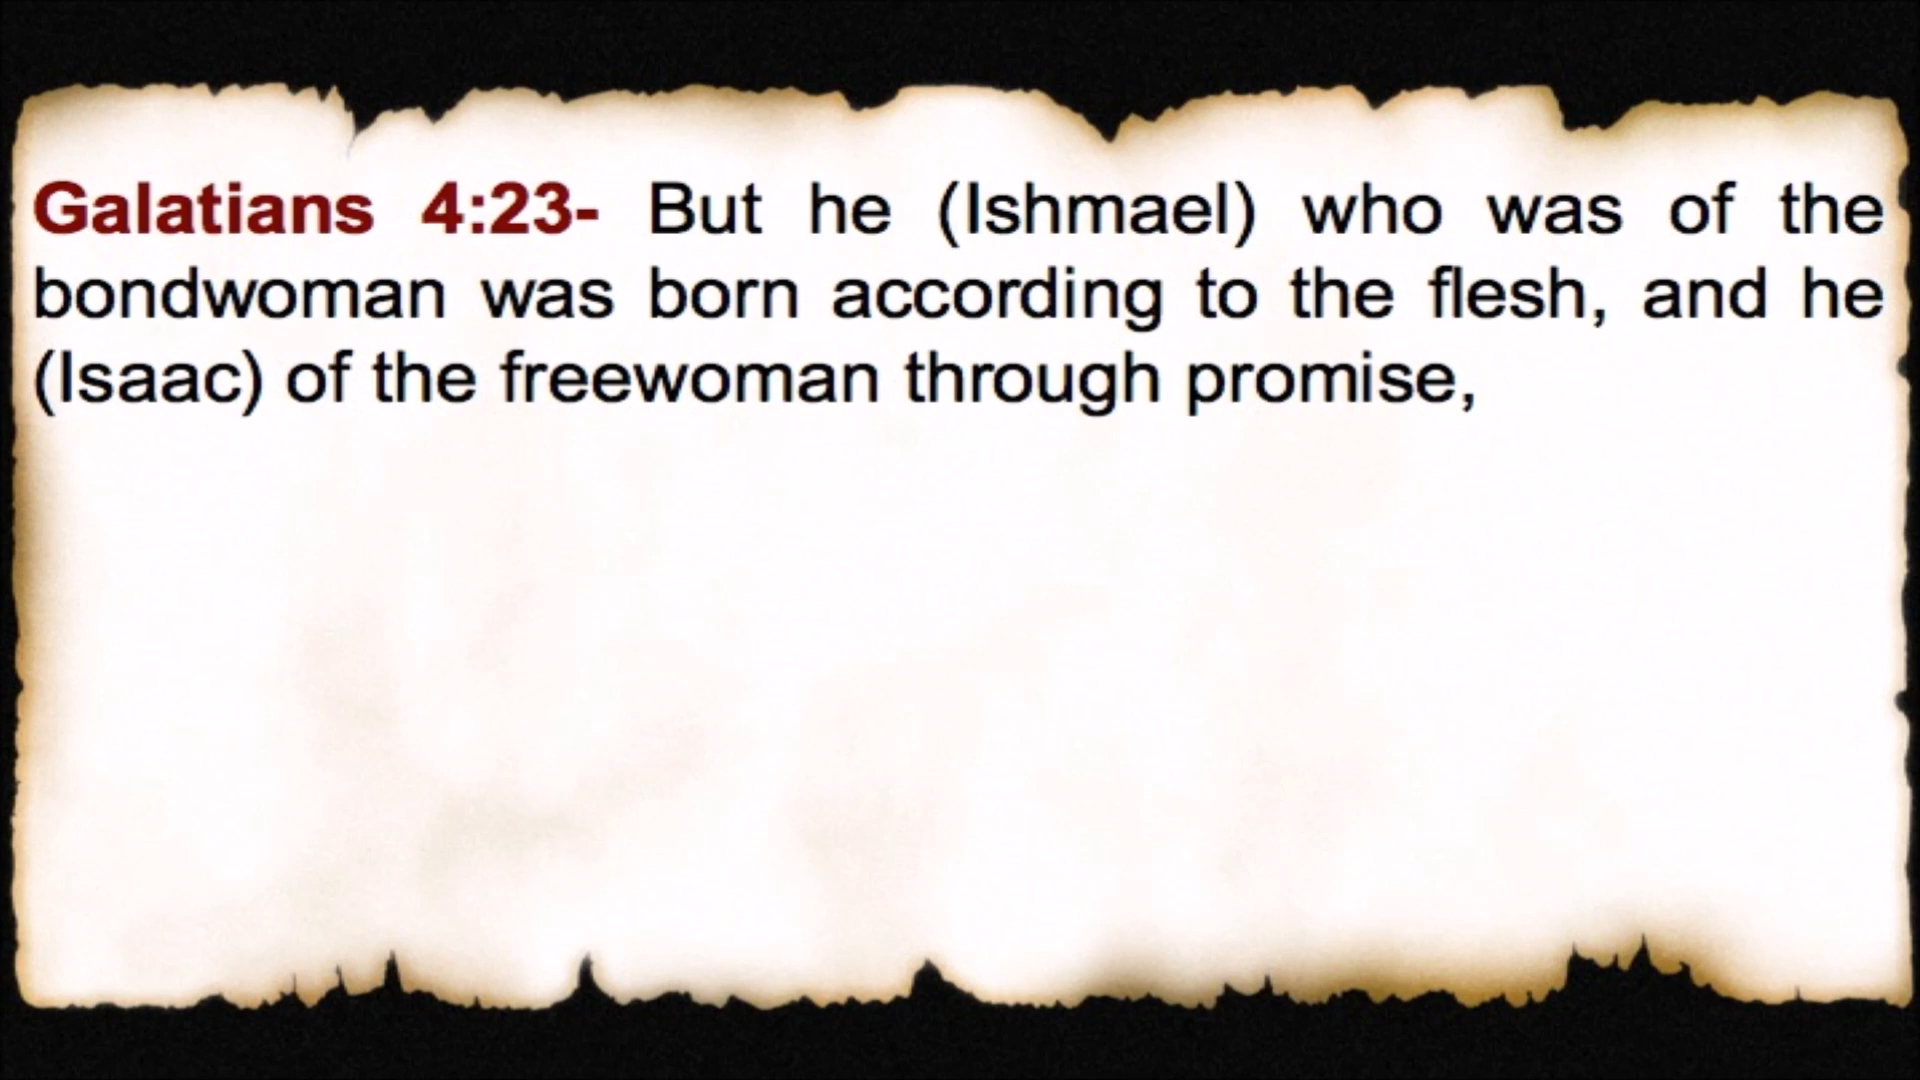 Galatians 4:23- But he (Ishmael) who was of the
bondwoman was born according to the flesh, and he
(Isaac) of the freewoman through promise,